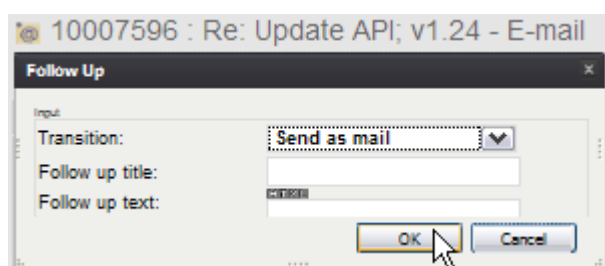 10007596 : Re: Update API; v1.24 - E-mail
Follow Up
Input
Transition: Send as mail
Follow up title:
Follow up text: HTML
OK Cancel